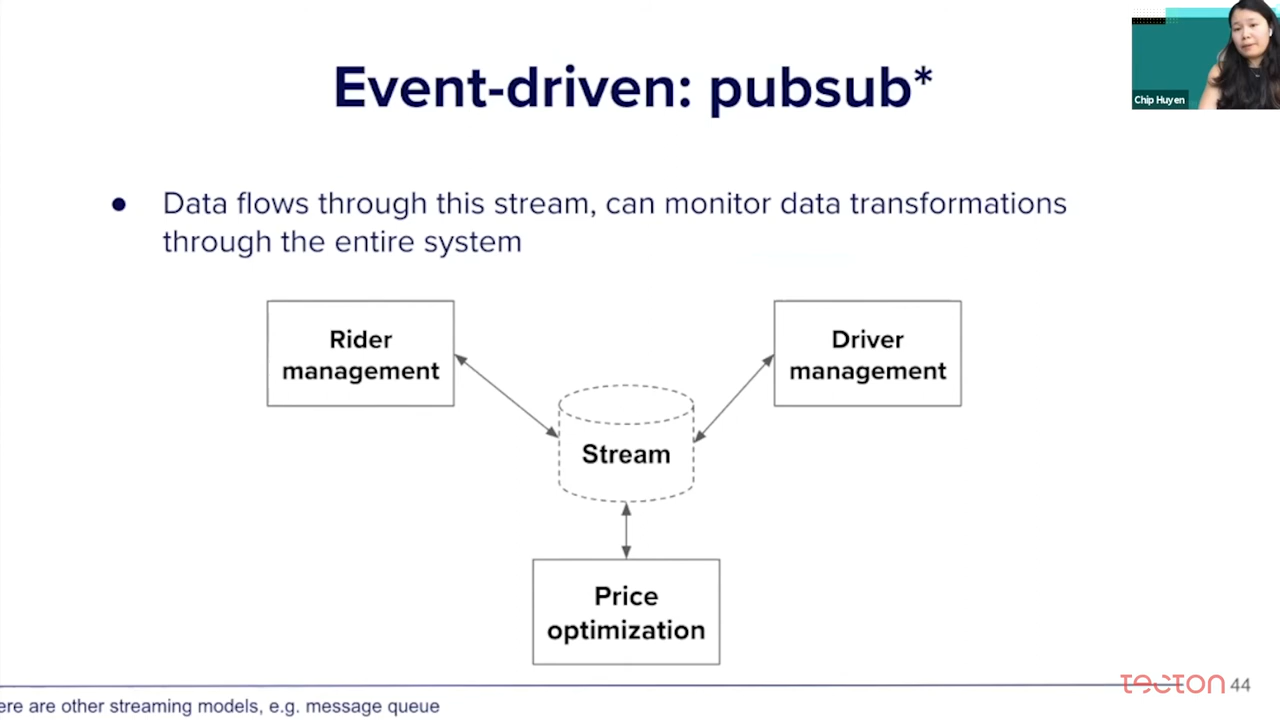 Event-driven: pubsub*
Chip Huyen
● Data flows through this stream, can monitor data transformations
through the entire system
Rider
management
Driver
management
Stream
Price
optimization
tecton 44
ere are other streaming models, e.g. message queue